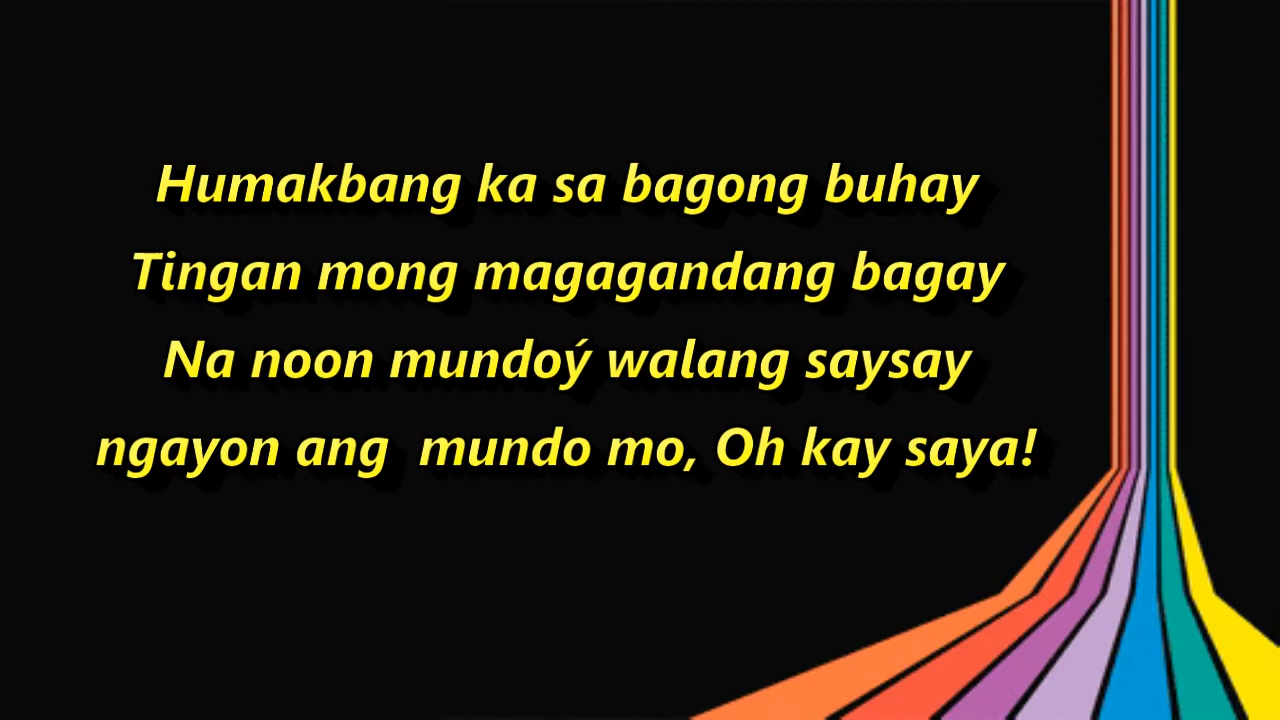 Humakbang ka sa bagong buhay
Tingan mong magagandang bagay
Na noon mundoý walang saysay
ngayon ang  mundo mo, Oh kay saya!